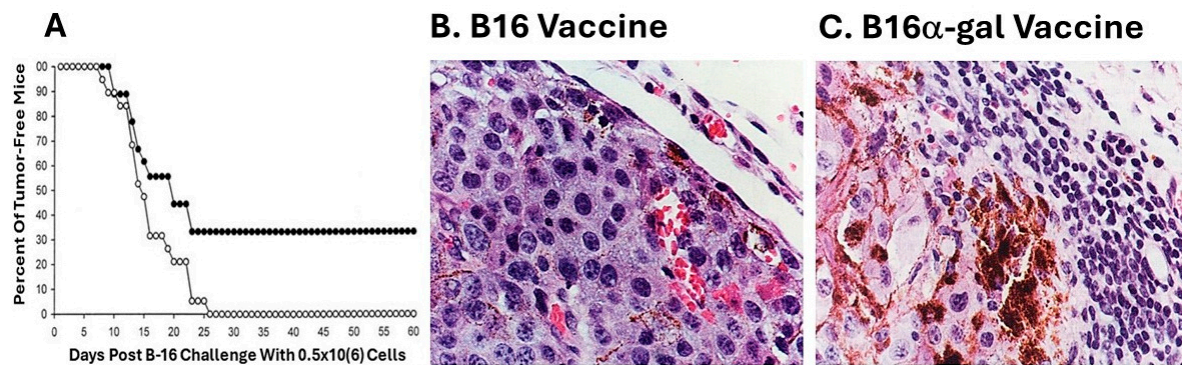 A
B. B16 Vaccine
C. B16α-gal Vaccine
Percent Of Tumor-Free Mice
00
90
80
70
60
50
40
30
20
10
0
0 5 10 15 20 25 30 35 40 45 50 55 60
Days Post B-16 Challenge With 0.5x10(6) Cells